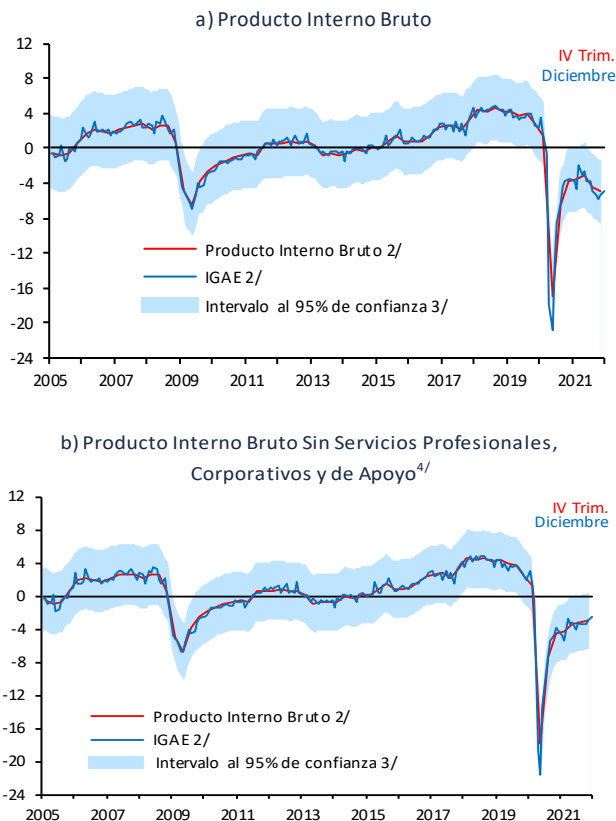 a) Producto Interno Bruto
IV Trim.
Diciembre
12
8
4
0
-4
-8
-12
-16
-20
-24
Producto Interno Bruto 2/
IGAE 2/
Intervalo al 95% de confianza 3/
2005 2007 2009 2011 2013 2015 2017 2019 2021
b) Producto Interno Bruto Sin Servicios Profesionales,
Corporativos y de Apoyo4/
IV Trim.
Diciembre
12
8
4
0
-4
-8
-12
-16
-20
-24
Producto Interno Bruto 2/
IGAE 2/
Intervalo al 95% de confianza 3/
2005 2007 2009 2011 2013 2015 2017 2019 2021